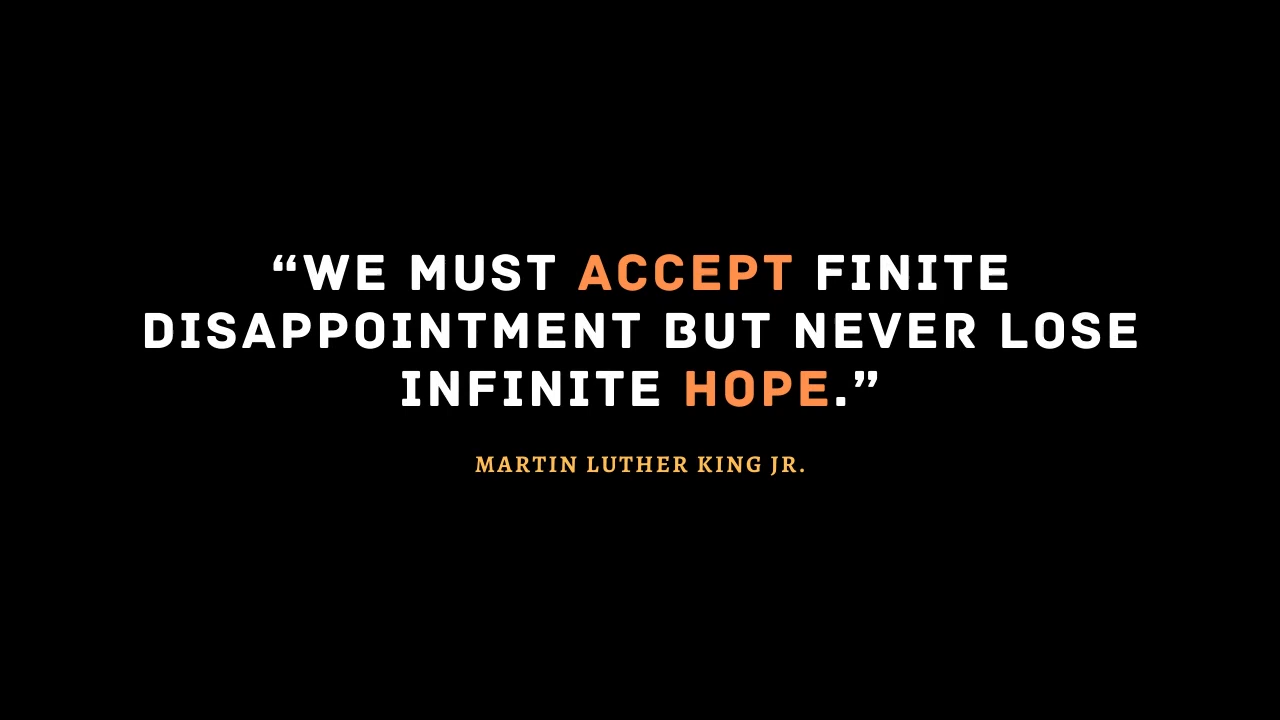 “WE MUST ACCEPT FINITE
DISAPPOINTMENT BUT NEVER LOSE
INFINITE HOPE.”
MARTIN LUTHER KING JR.